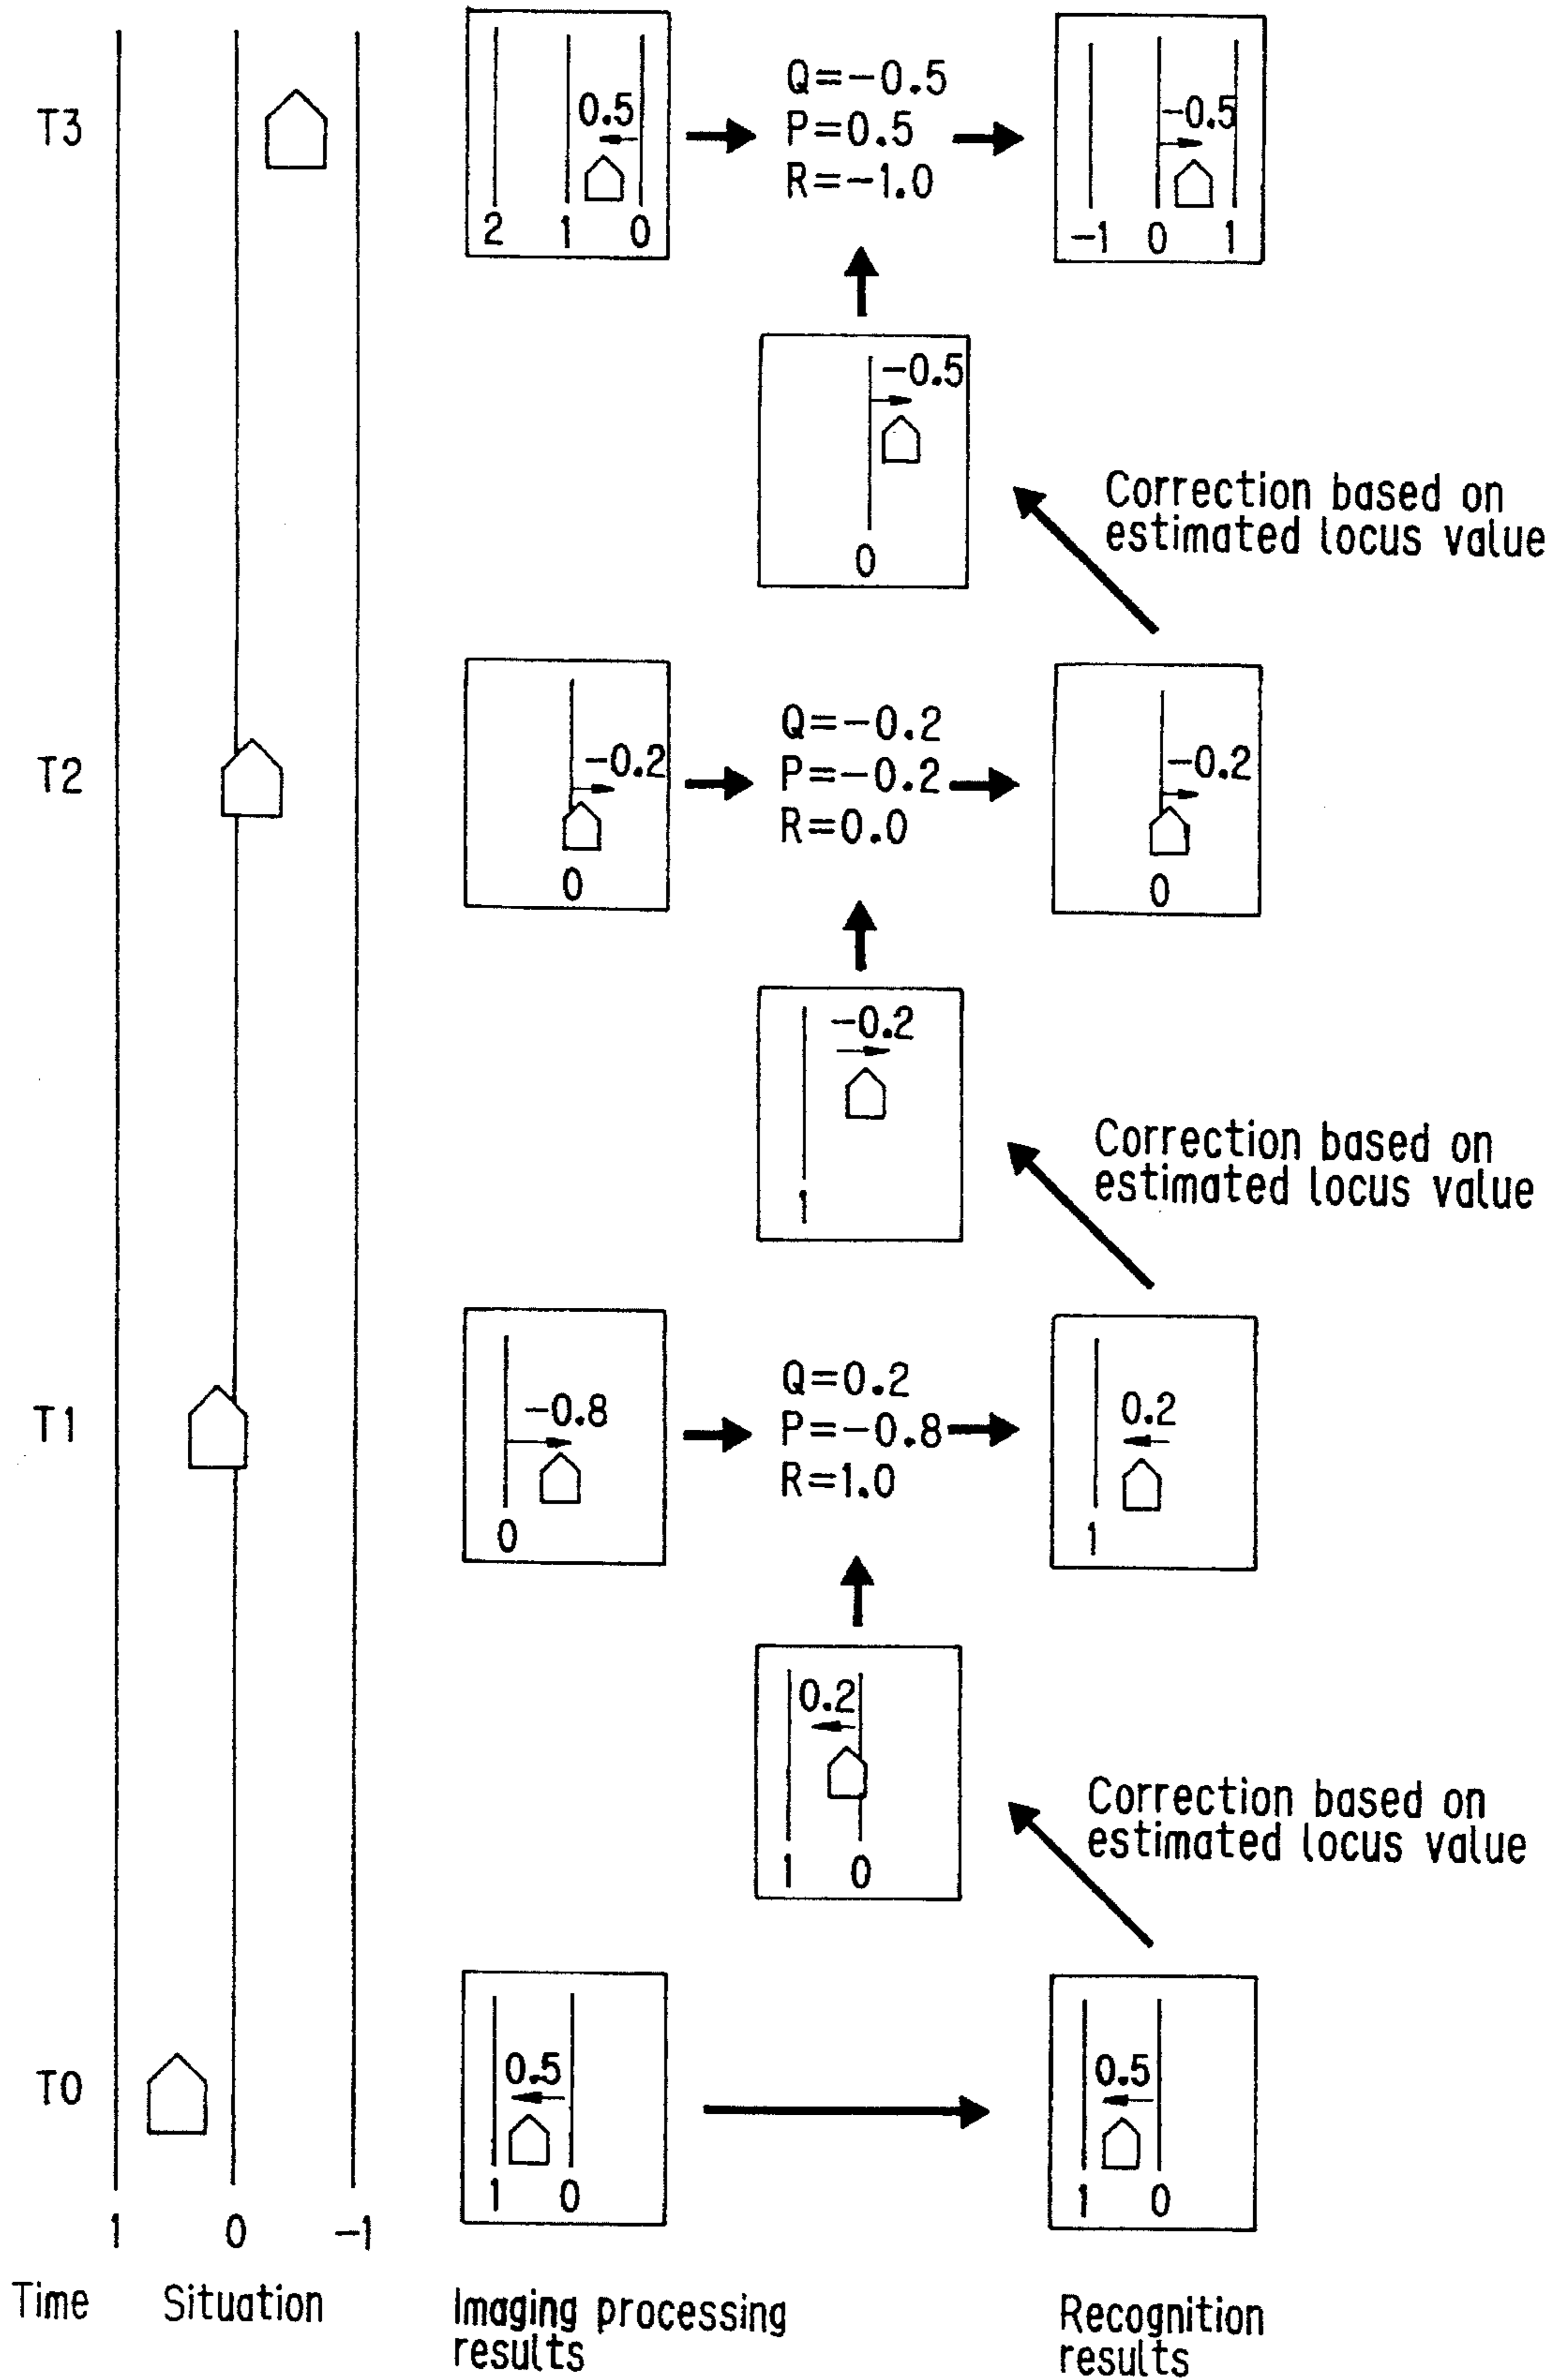 T3
0.5
2 1 0
Q=-0.5
P=0.5
R=-1.0
-0.5
-1 0 1
-0.5
0
Correction based on
estimated locus value
T2
-0.2
0
Q=-0.2
P=-0.2
R=0.0
-0.2
0
-0.2
1
Correction based on
estimated locus value
T1
-0.8
0
Q=0.2
P=-0.8
R=1.0
0.2
1
0.2
1 0
Correction based on
estimated locus value
T0
0.5
1 0
0.5
1 0
1 0 -1
Time
Situation
Imaging processing
results
Recognition
results